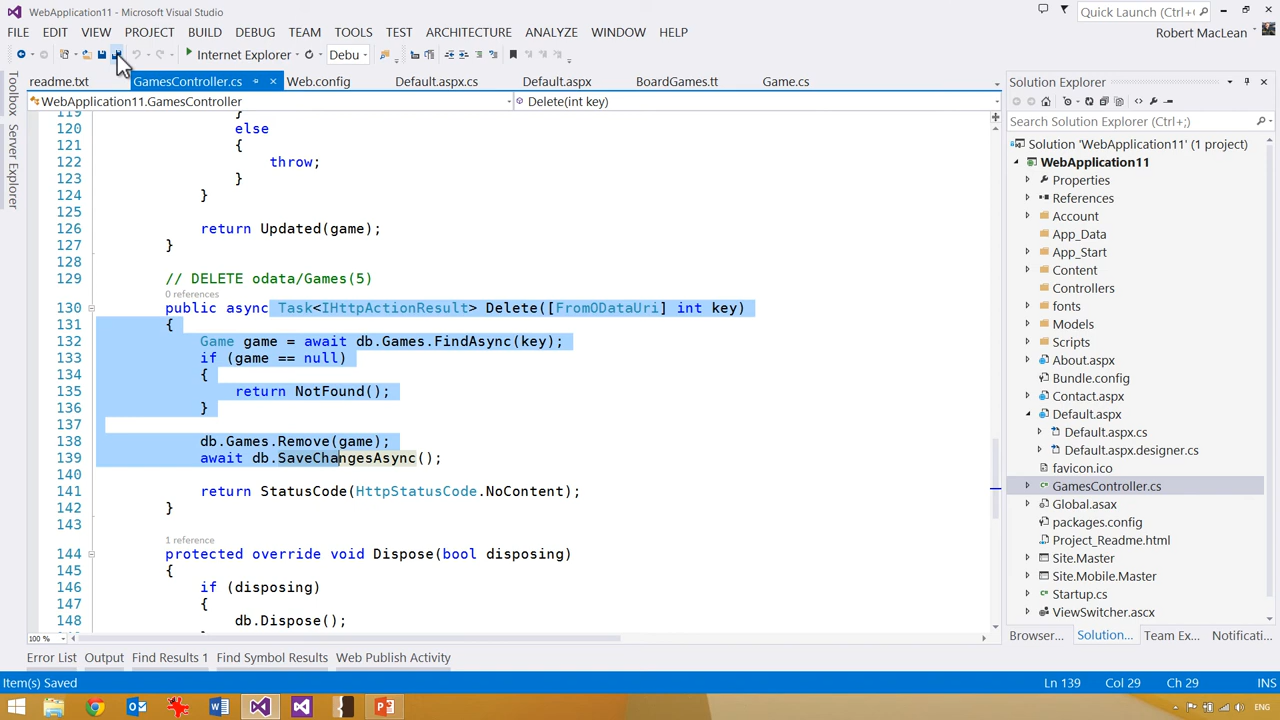 WebApplication11 - Microsoft Visual Studio
Quick Launch (Ctrl+Q)
FILE EDIT VIEW PROJECT BUILD DEBUG TEAM TOOLS TEST ARCHITECTURE ANALYZE WINDOW HELP
Robert MacLean
Internet Explorer Debu
Toolbox
Server Explorer
readme.txt GamesController.cs Web.config Default.aspx.cs Default.aspx BoardGames.tt Game.cs
WebApplication11.GamesController Delete(int key)
119 }
120 else
121 {
122 throw;
123 }
124 }
125
126 return Updated(game);
127 }
128
129 // DELETE odata/Games(5)
0 references
130 public async Task<IHttpActionResult> Delete([FromODataUri] int key)
131 {
132 Game game = await db.Games.FindAsync(key);
133 if (game == null)
134 {
135 return NotFound();
136 }
137
138 db.Games.Remove(game);
139 await db.SaveChangesAsync();
140
141 return StatusCode(HttpStatusCode.NoContent);
142 }
143
1 reference
144 protected override void Dispose(bool disposing)
145 {
146 if (disposing)
147 {
148 db.Dispose();
100 %
Solution Explorer
Search Solution Explorer (Ctrl+;)
Solution 'WebApplication11' (1 project)
WebApplication11
Properties
References
Account
App_Data
App_Start
Content
Controllers
fonts
Models
Scripts
About.aspx
Bundle.config
Contact.aspx
Default.aspx
Default.aspx.cs
Default.aspx.designer.cs
favicon.ico
GamesController.cs
Global.asax
packages.config
Project_Readme.html
Site.Master
Site.Mobile.Master
Startup.cs
ViewSwitcher.ascx
Browser... Solution... Team Ex... Notificati...
Error List Output Find Results 1 Find Symbol Results Web Publish Activity
Item(s) Saved Ln 139 Col 29 Ch 29 INS
ENG